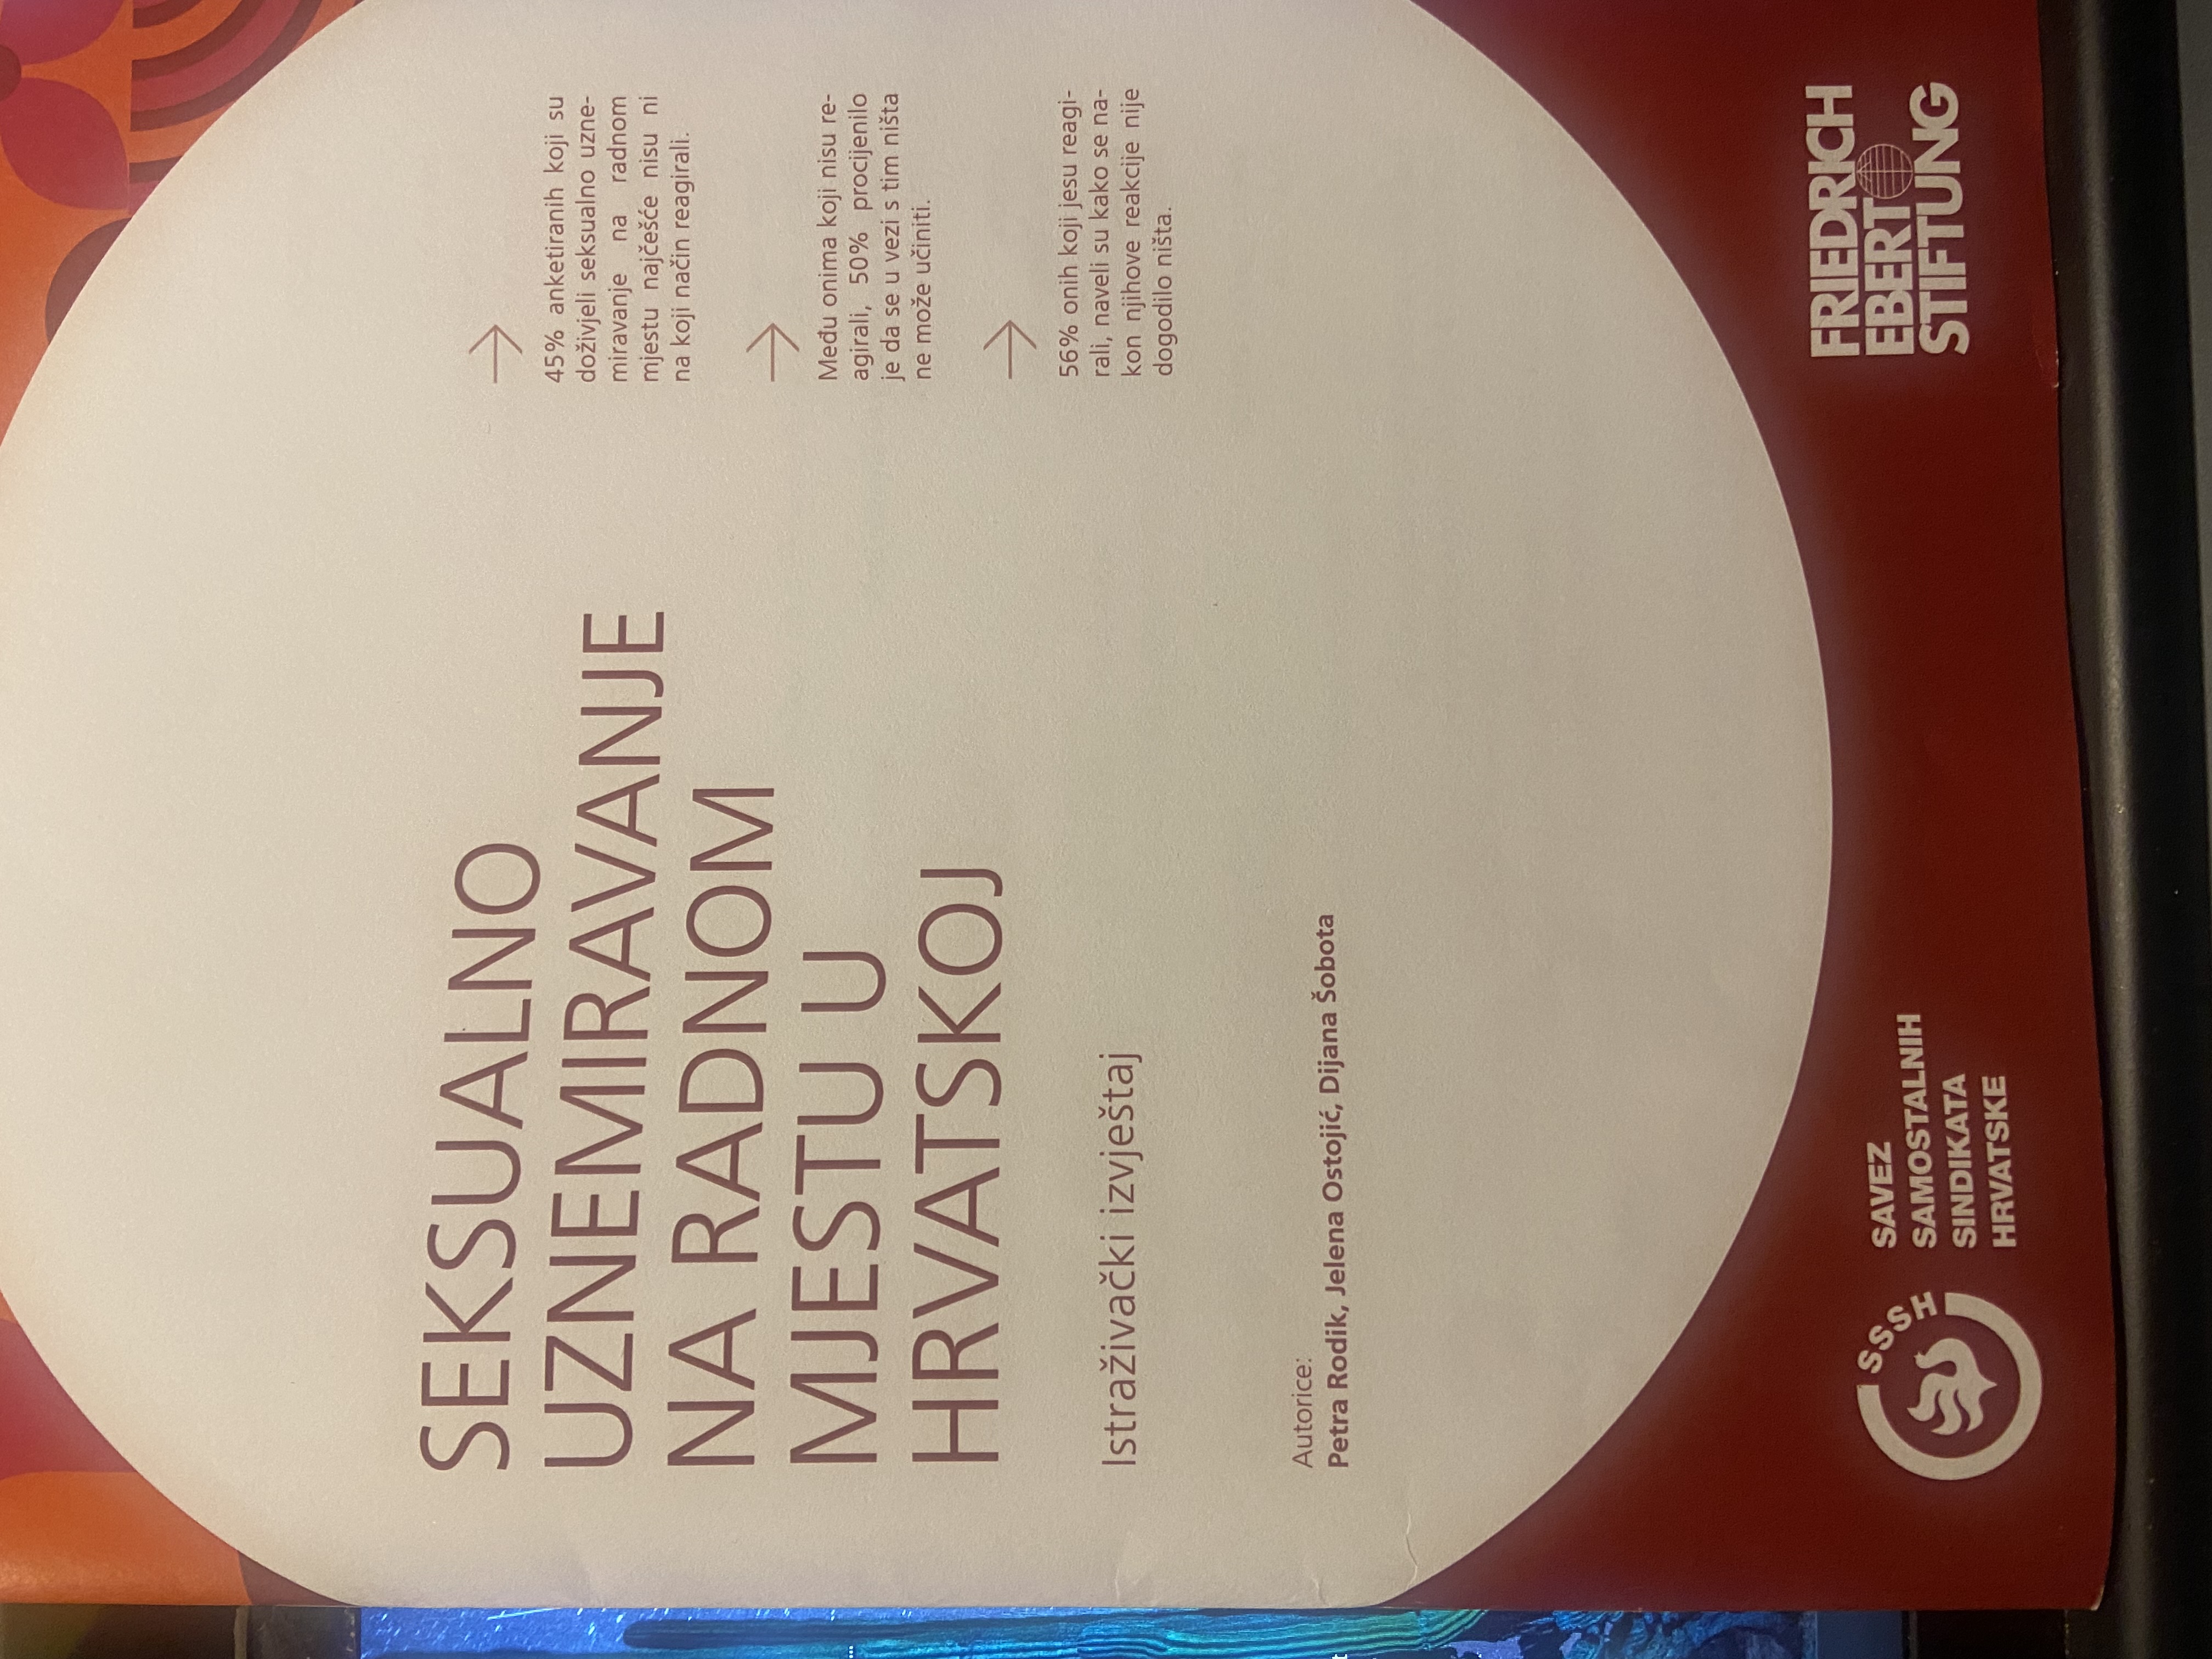 SEKSUALNO
UZNEMIRAVANJE
NA RADNOM
MJESTU U
HRVATSKOJ
Istraživački izvještaj
Autorice:
Petra Rodik, Jelena Ostojić, Dijana Šobota
45% anketiranih koji su
doživjeli seksualno uzne-
miravanje na radnom
mjestu najčešće nisu ni
na koji način reagirali.
Među onima koji nisu re-
agirali, 50% procijenilo
je da se u vezi s tim ništa
ne može učiniti.
56% onih koji jesu reagi-
rali, naveli su kako se na-
kon njihove reakcije nije
dogodilo ništa.
SSSH
SAVEZ
SAMOSTALNIH
SINDIKATA
HRVATSKE
FRIEDRICH
EBERT
STIFTUNG